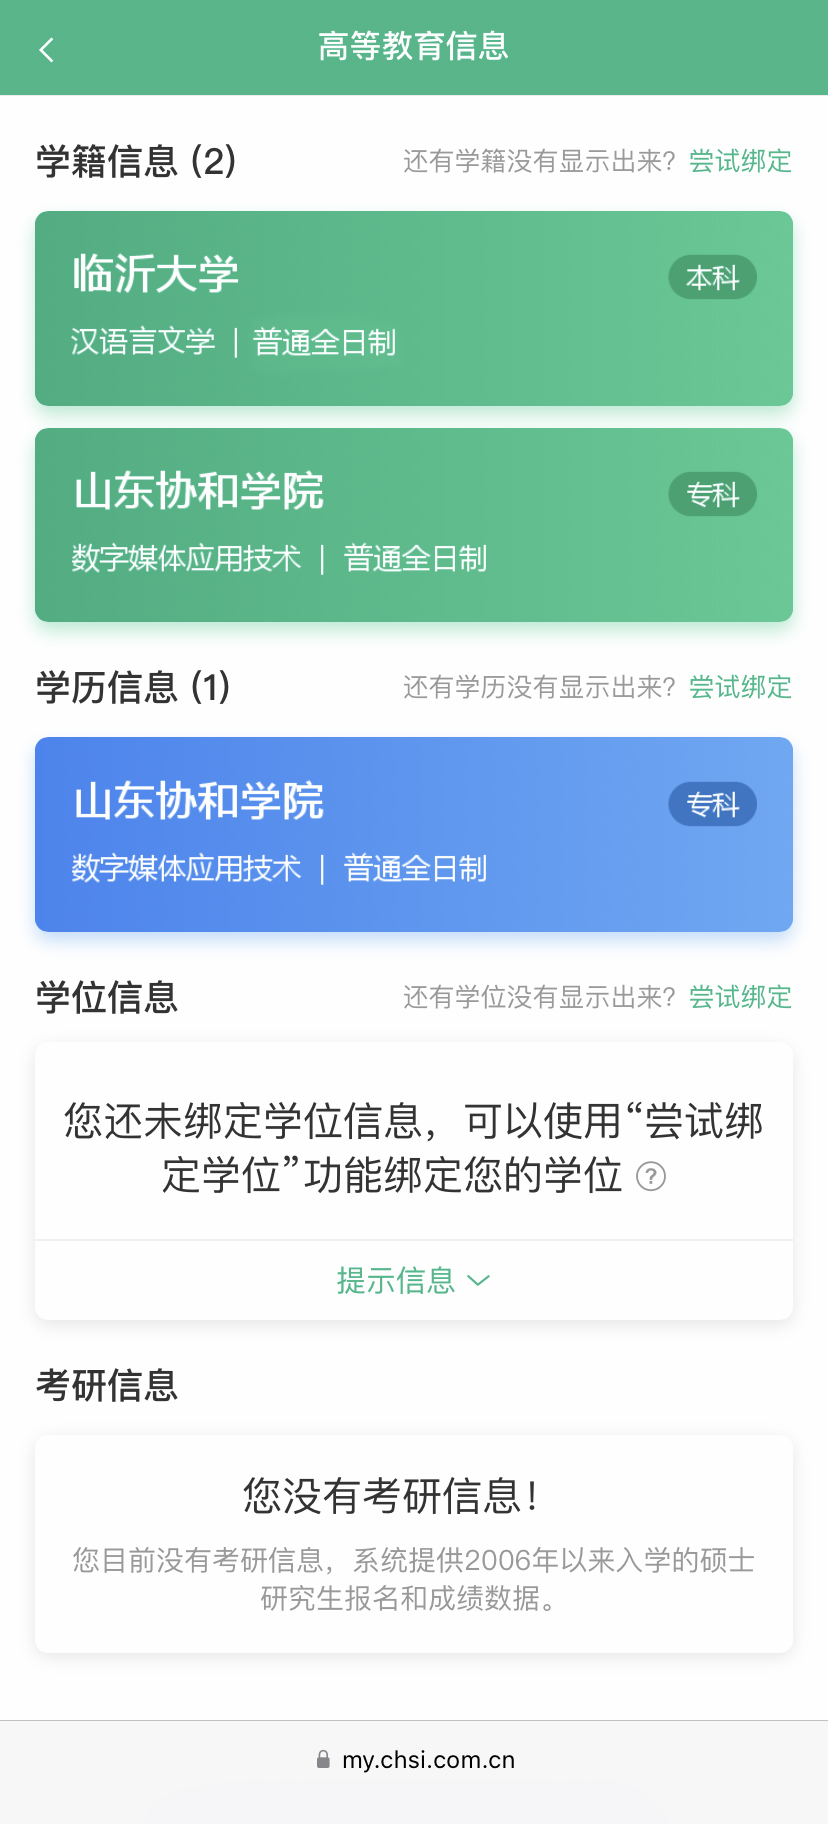 高等教育信息
学籍信息 (2) 还有学籍没有显示出来? 尝试绑定
临沂大学 本科
汉语言文学 | 普通全日制
山东协和学院 专科
数字媒体应用技术 | 普通全日制
学历信息 (1) 还有学历没有显示出来? 尝试绑定
山东协和学院 专科
数字媒体应用技术 | 普通全日制
学位信息 还有学位没有显示出来? 尝试绑定
您还未绑定学位信息，可以使用“尝试绑
定学位”功能绑定您的学位 ?
提示信息
考研信息
您没有考研信息！
您目前没有考研信息，系统提供2006年以来入学的硕士
研究生报名和成绩数据。
my.chsi.com.cn